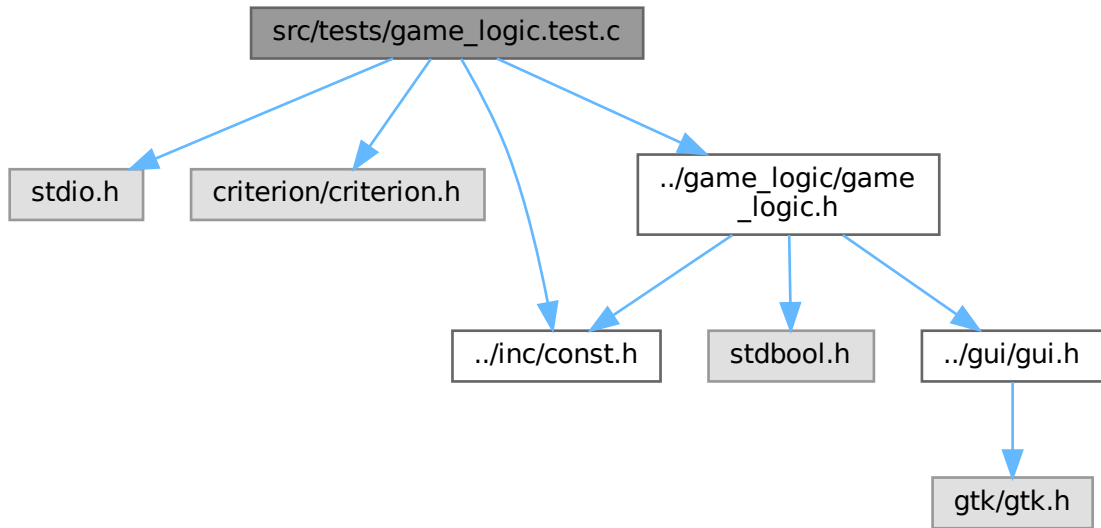 src/tests/game_logic.test.c
stdio.h
criterion/criterion.h
../game_logic/game
_logic.h
../inc/const.h
stdbool.h
../gui/gui.h
gtk/gtk.h